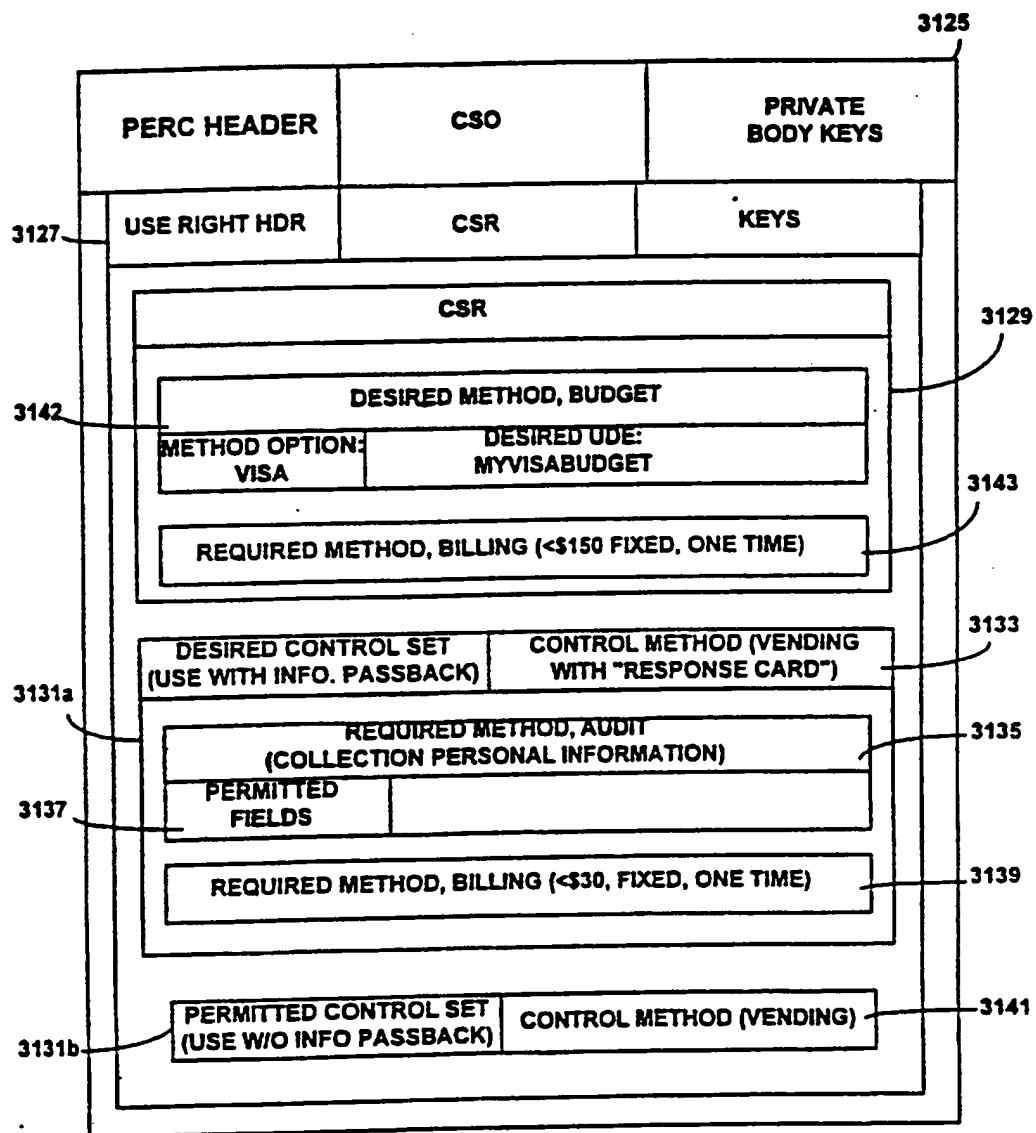 3125
PERC HEADER
CSO
PRIVATE
BODY KEYS
3127
USE RIGHT HDR
CSR
KEYS
CSR
3129
DESIRED METHOD, BUDGET
3142
METHOD OPTION:
VISA
DESIRED UDE:
MYVISABUDGET
3143
REQUIRED METHOD, BILLING (<$150 FIXED, ONE TIME)
3133
DESIRED CONTROL SET
(USE WITH INFO. PASSBACK)
CONTROL METHOD (VENDING
WITH "RESPONSE CARD")
3131a
REQUIRED METHOD, AUDIT
(COLLECTION PERSONAL INFORMATION)
3135
3137
PERMITTED
FIELDS
REQUIRED METHOD, BILLING (<$30, FIXED, ONE TIME)
3139
3131b
PERMITTED CONTROL SET
(USE W/O INFO PASSBACK)
CONTROL METHOD (VENDING)
3141